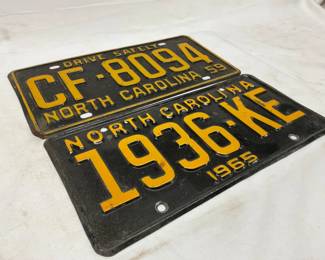 DRIVE SAFELY
CF-8094
NORTH CAROLINA 59
NORTH CAROLINA
1936-KE
1965